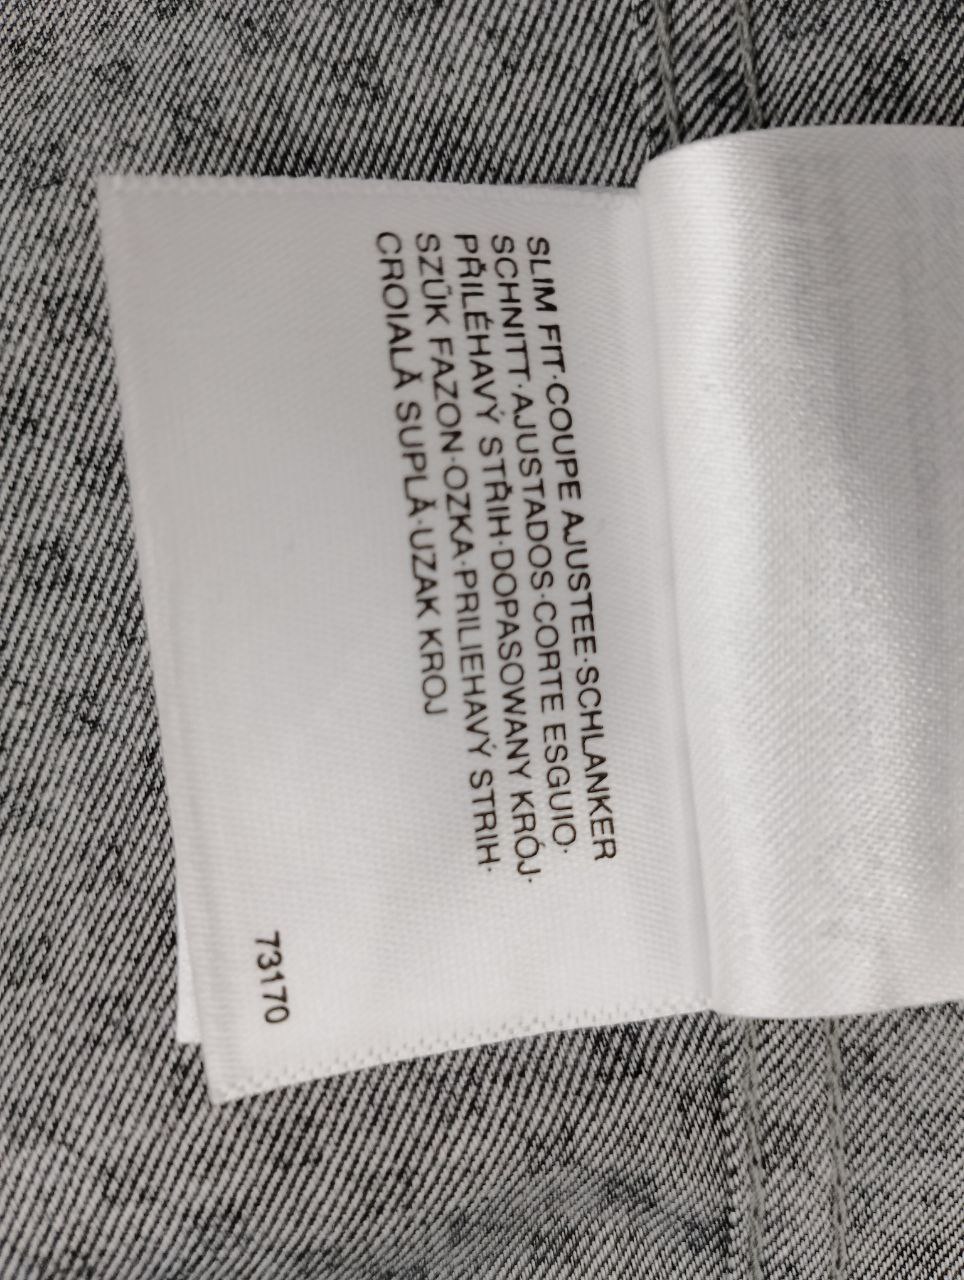 SLIM FIT·COUPE AJUSTEE·SCHLANKER
SCHNITT·AJUSTADOS·CORTE ESGUIO·
PŘILÉHAVÝ STŘIH·DOPASOWANY KRÓJ·
SZŰK FAZON·OZKA·PRILIEHAVÝ STRIH·
CROIALĂ SUPLĂ·UZAK KROJ
73170